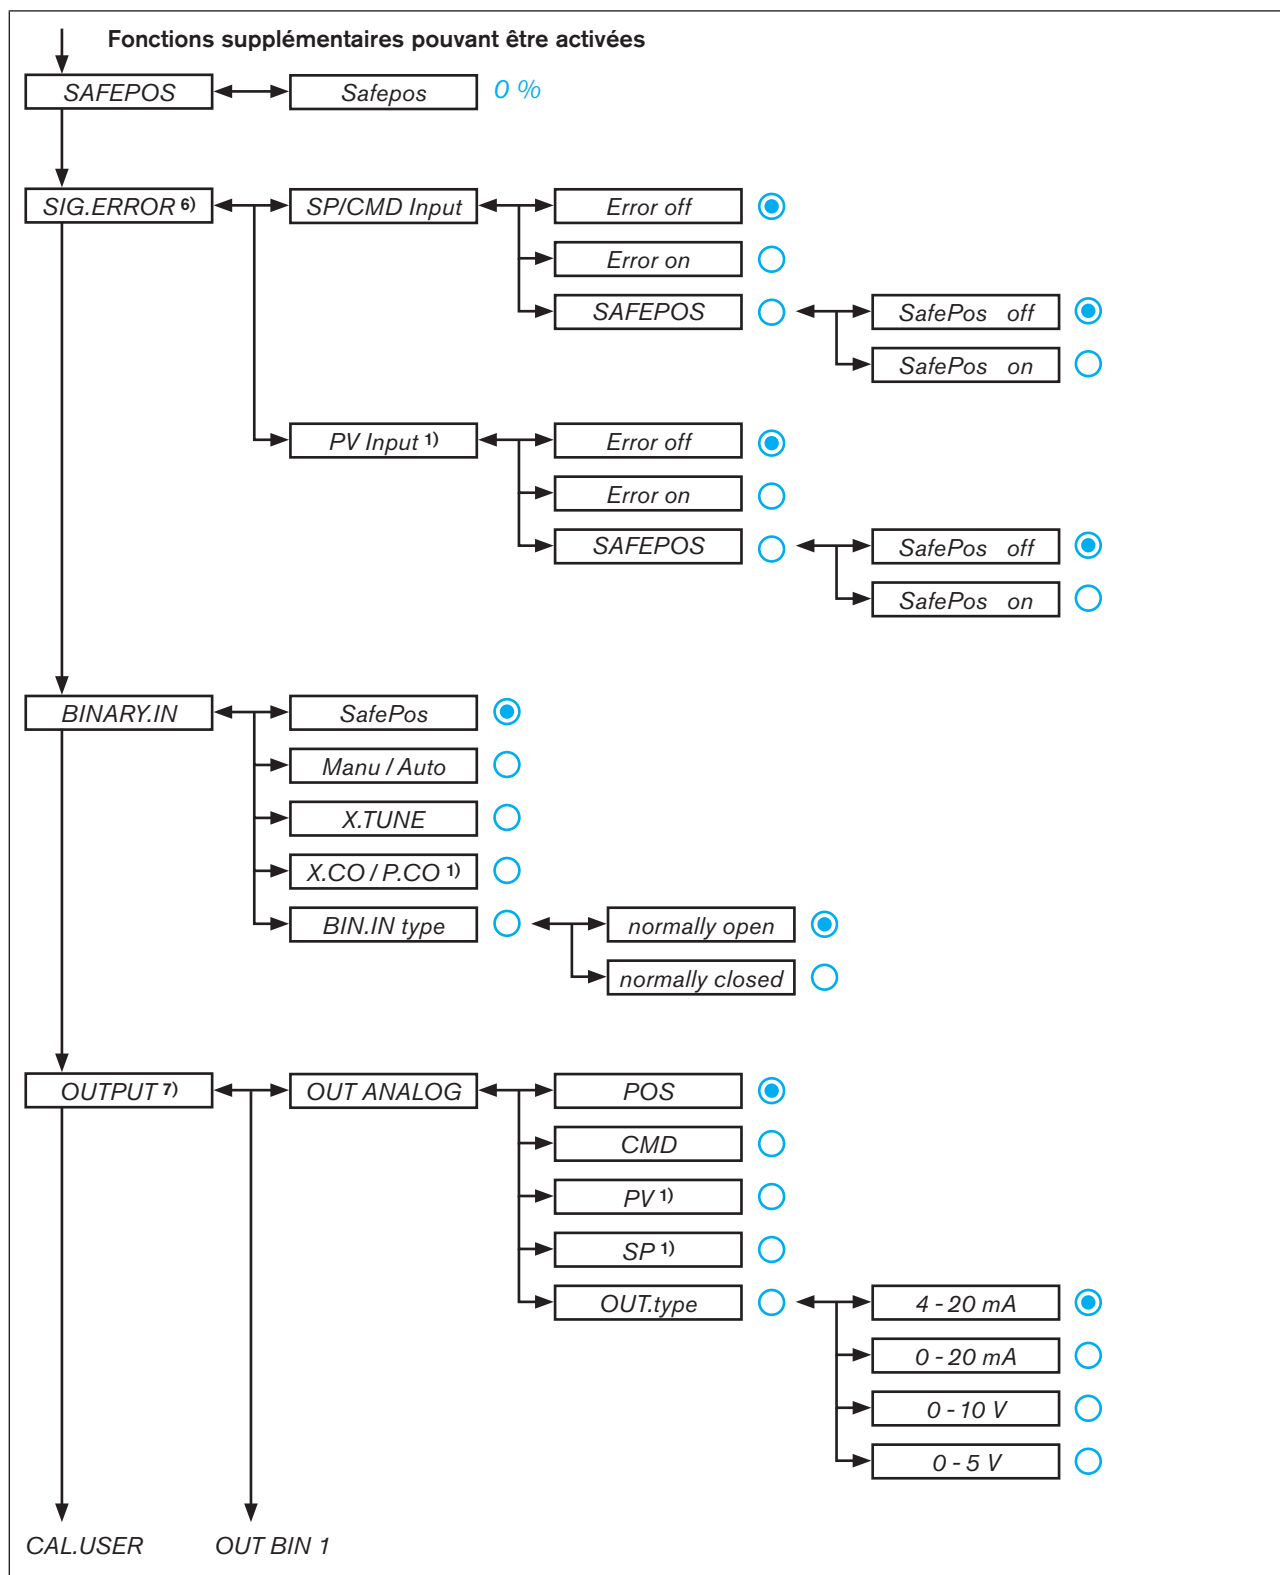 Fonctions supplémentaires pouvant être activées
SAFEPOS Safepos 0 %
SIG.ERROR 6) SP/CMD Input Error off
Error on
SAFEPOS SafePos off
SafePos on
PV Input 1) Error off
Error on
SAFEPOS SafePos off
SafePos on
BINARY.IN SafePos
Manu / Auto
X.TUNE
X.CO / P.CO 1)
BIN.IN type normally open
normally closed
OUTPUT 7) OUT ANALOG POS
CMD
PV 1)
SP 1)
OUT.type 4 - 20 mA
0 - 20 mA
0 - 10 V
0 - 5 V
CAL.USER OUT BIN 1